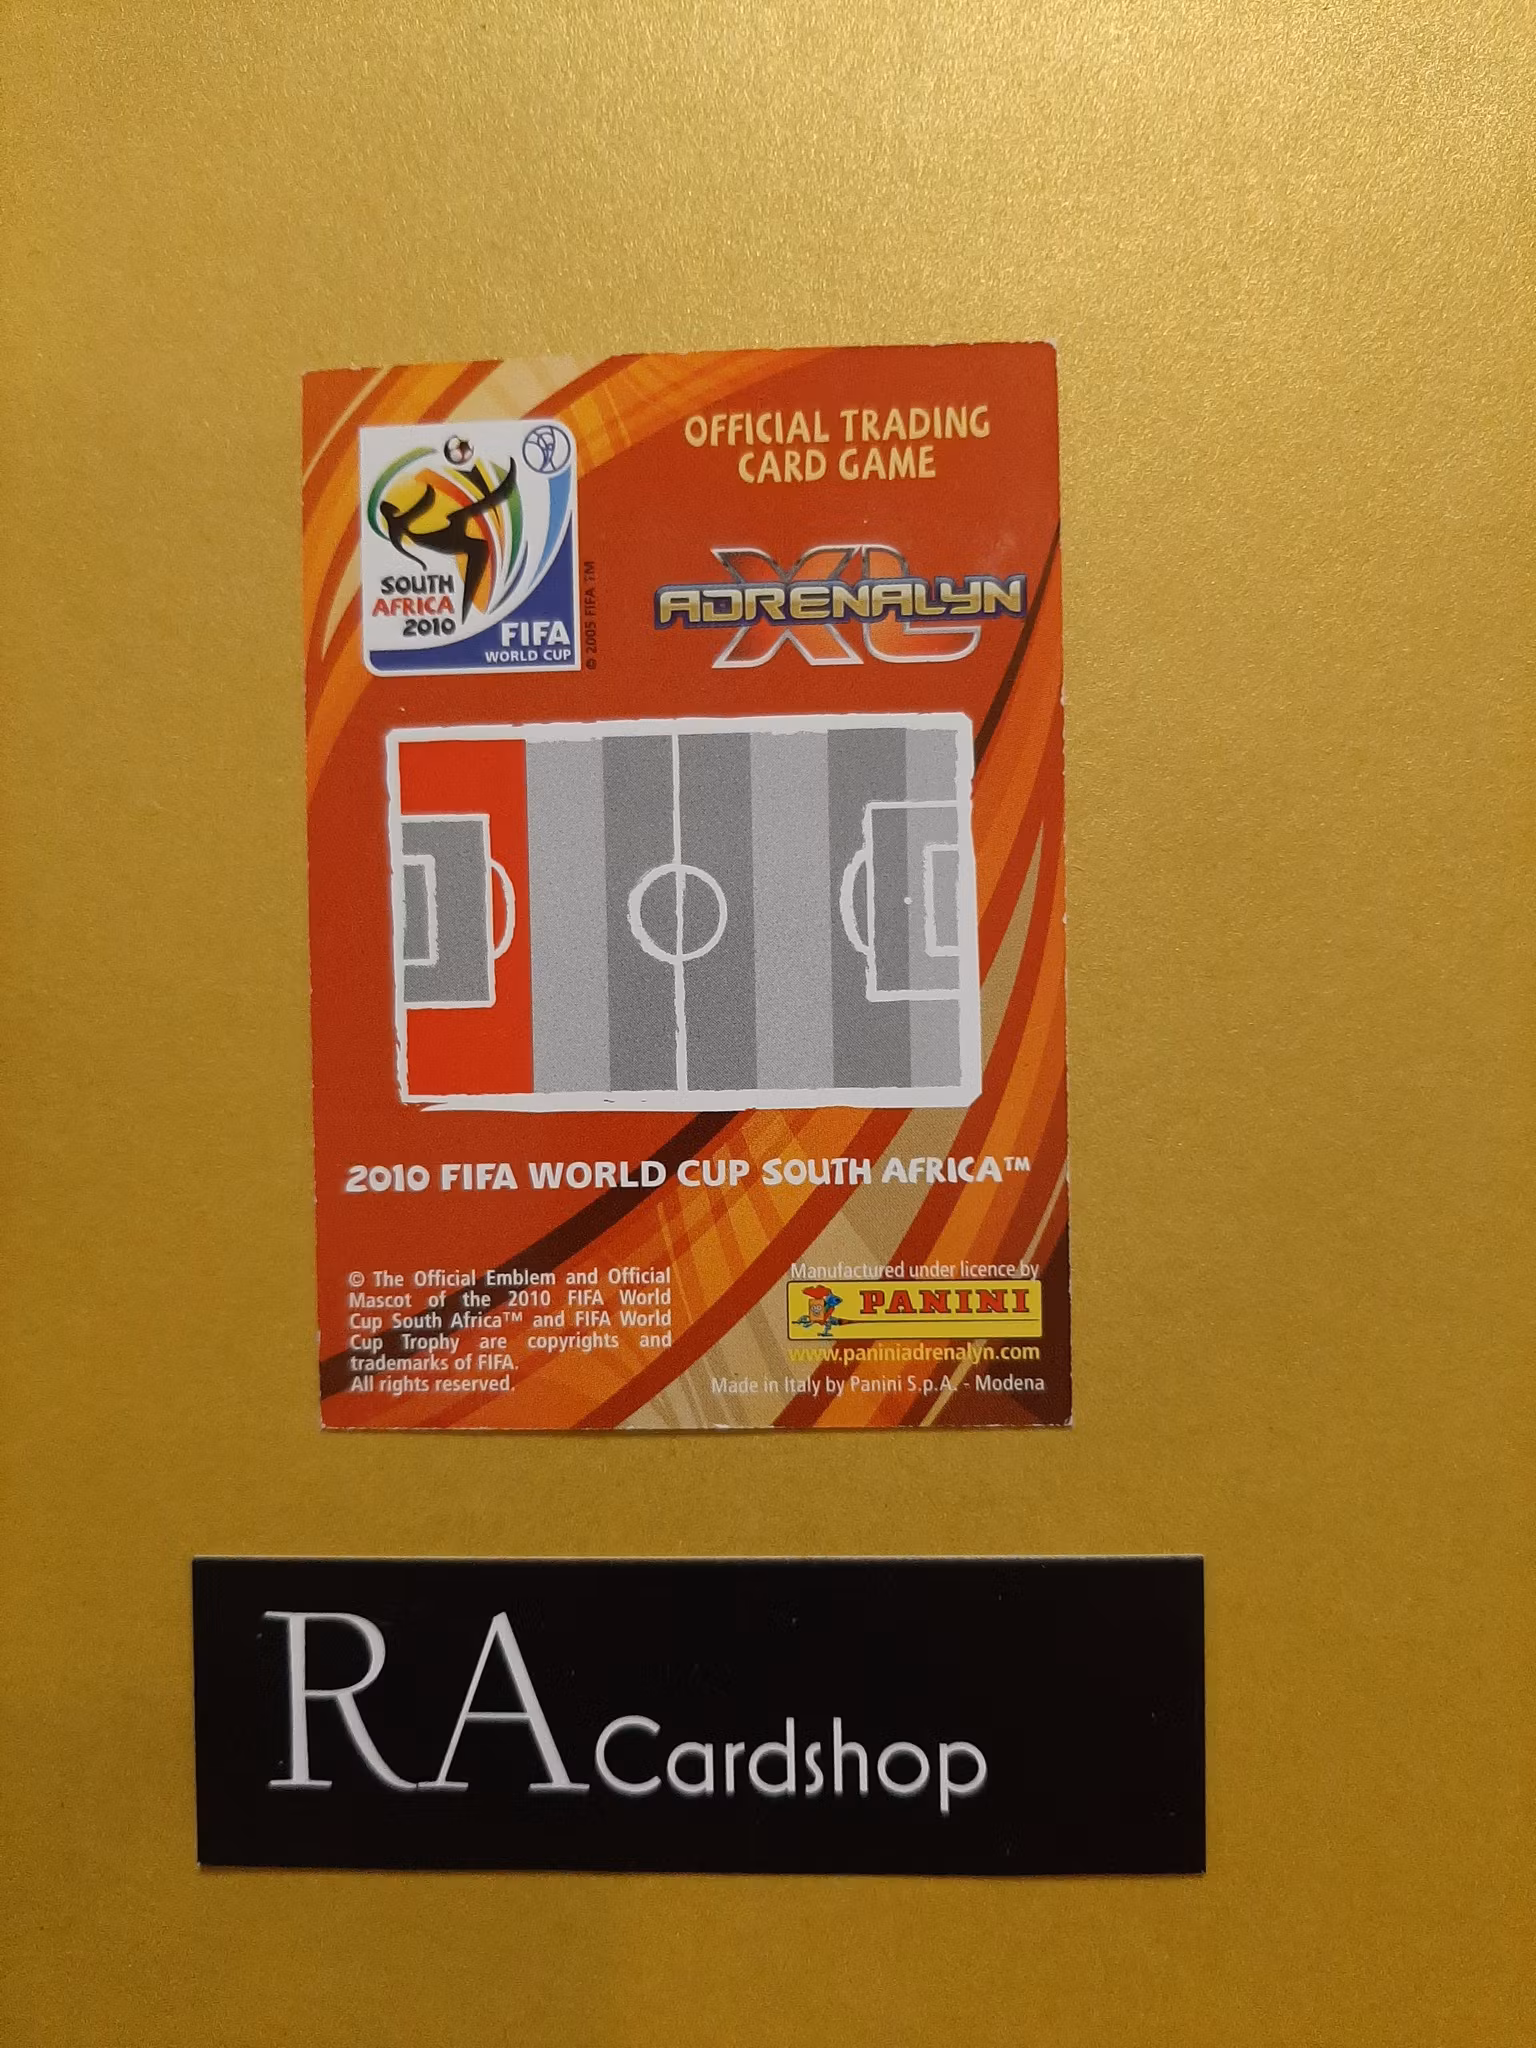 OFFICIAL TRADING
CARD GAME
SOUTH
AFRICA
2010
FIFA
WORLD CUP
© 2005 FIFA TM
ADRENALYN
XL
2010 FIFA WORLD CUP SOUTH AFRICA™
© The Official Emblem and Official
Mascot of the 2010 FIFA World
Cup South Africa™ and FIFA World
Cup Trophy are copyrights and
trademarks of FIFA.
All rights reserved.
Manufactured under licence by
PANINI
www.paniniadrenalyn.com
Made in Italy by Panini S.p.A. - Modena
RA Cardshop